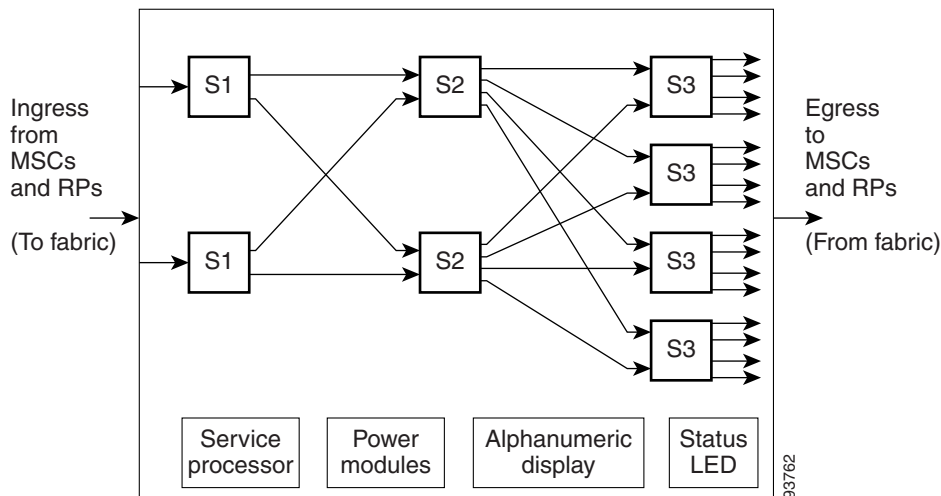 Ingress
from
MSCs
and RPs
(To fabric)
S1
S1
S2
S2
S3
S3
S3
S3
Egress
to
MSCs
and RPs
(From fabric)
Service
processor
Power
modules
Alphanumeric
display
Status
LED
93762